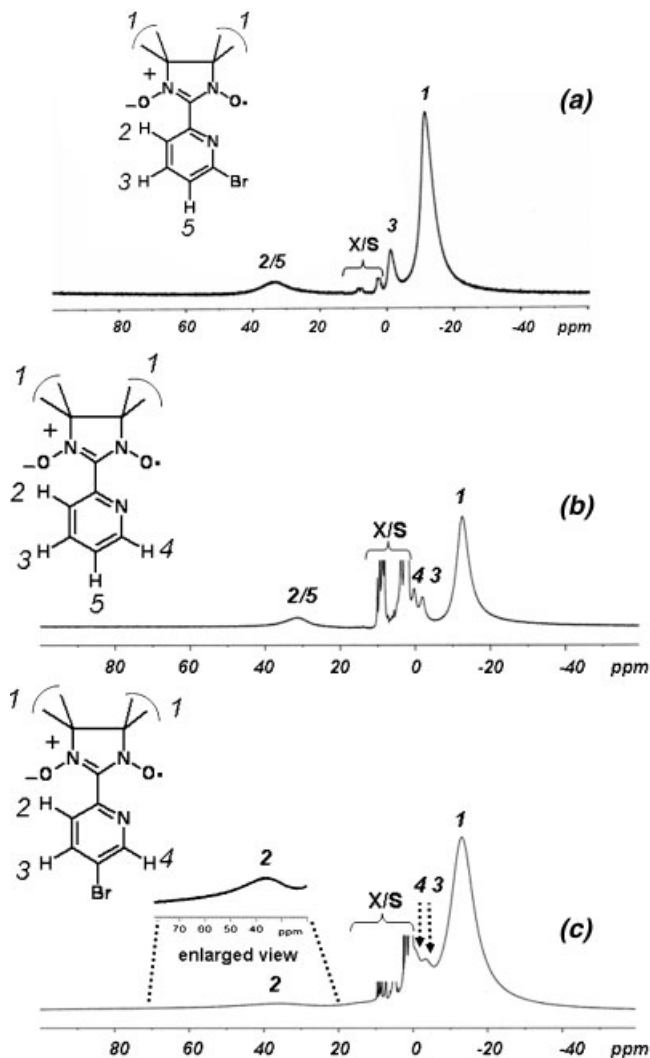 1 1
+
–O N N O•
2 H N
3 H Br
H
5
1
(a)
3
X/S
2/5
80 60 40 20 0 -20 -40 ppm
1 1
+
–O N N O•
2 H N
3 H H 4
H
5
(b)
1
X/S
4 3
2/5
80 60 40 20 0 -20 -40 ppm
1 1
+
–O N N O•
2 H N
3 H H 4
Br
1
(c)
X/S
4 3
2
70 60 50 40 ppm
enlarged view
2
80 60 40 20 0 -20 -40 ppm